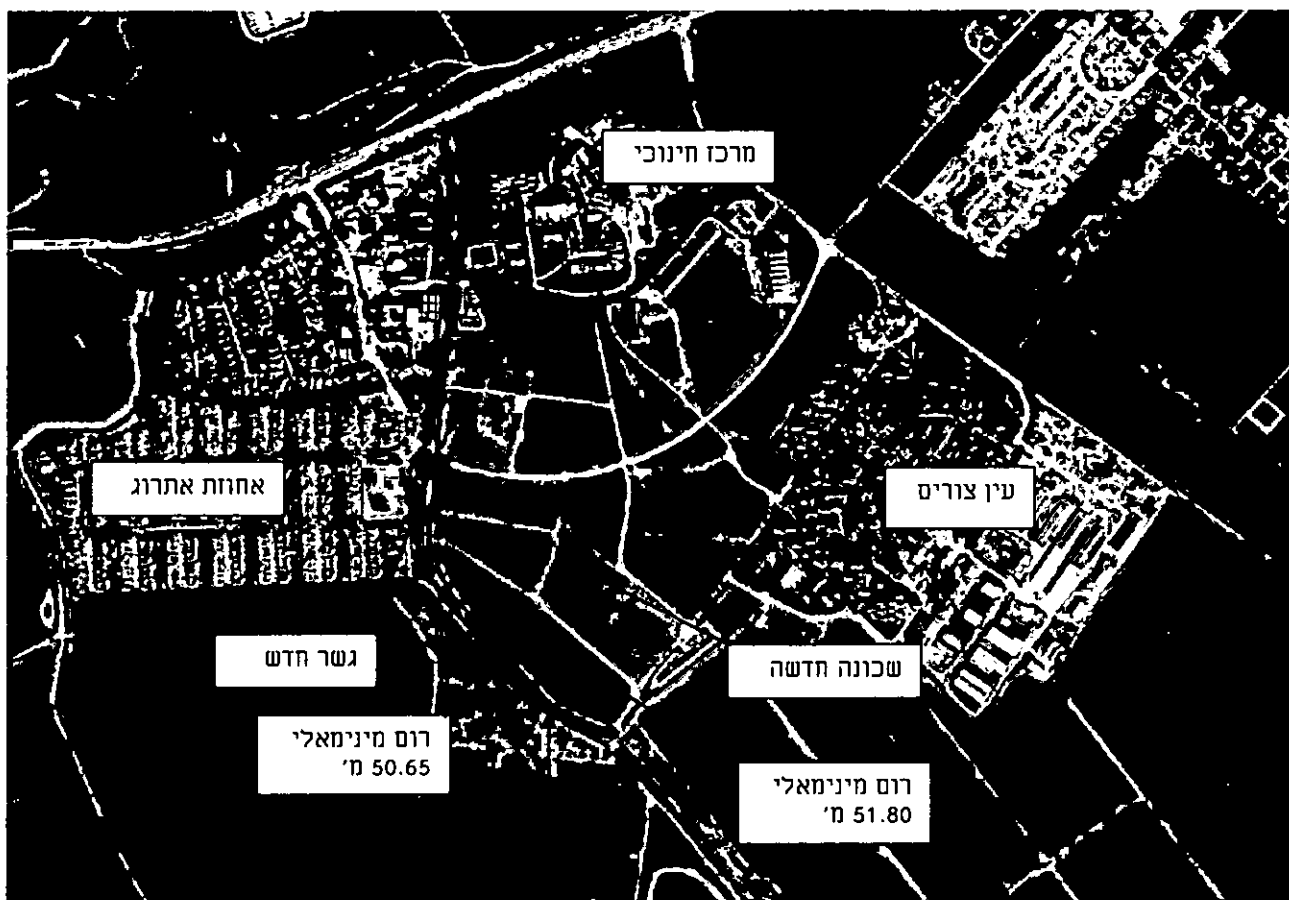 מרכז חינוכי
אחוזת אתרוג
עין צורים
גשר חדש
שכונה חדשה
רום מינימאלי
50.65 מ'
רום מינימאלי
51.80 מ'